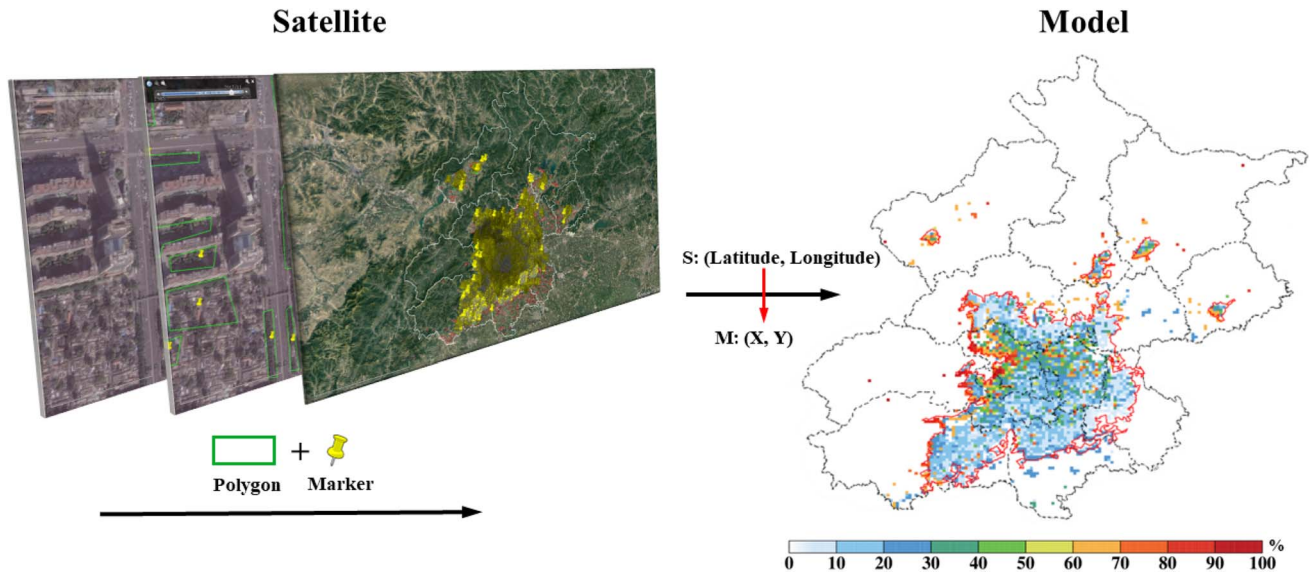 Satellite
Model
S: (Latitude, Longitude)
M: (X, Y)
+
Polygon
Marker
%
0 10 20 30 40 50 60 70 80 90 100